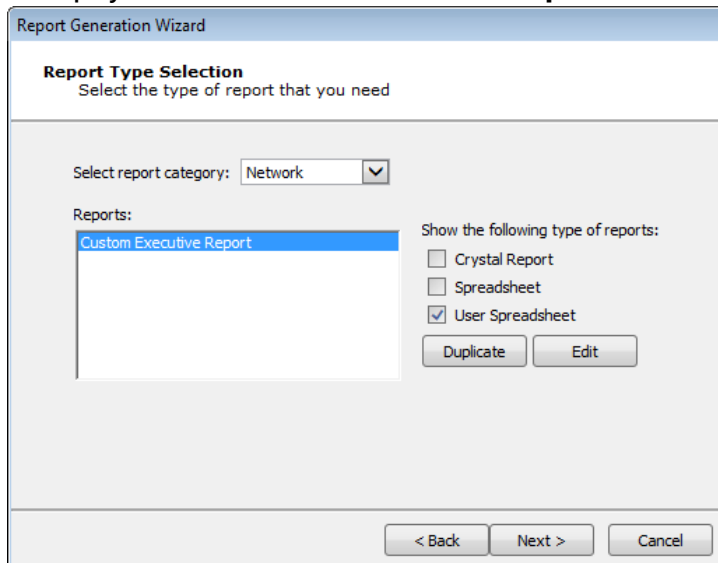 Report Generation Wizard
Report Type Selection
Select the type of report that you need
Select report category: Network
Reports:
Custom Executive Report
Show the following type of reports:
Crystal Report
Spreadsheet
User Spreadsheet
Duplicate Edit
< Back Next > Cancel